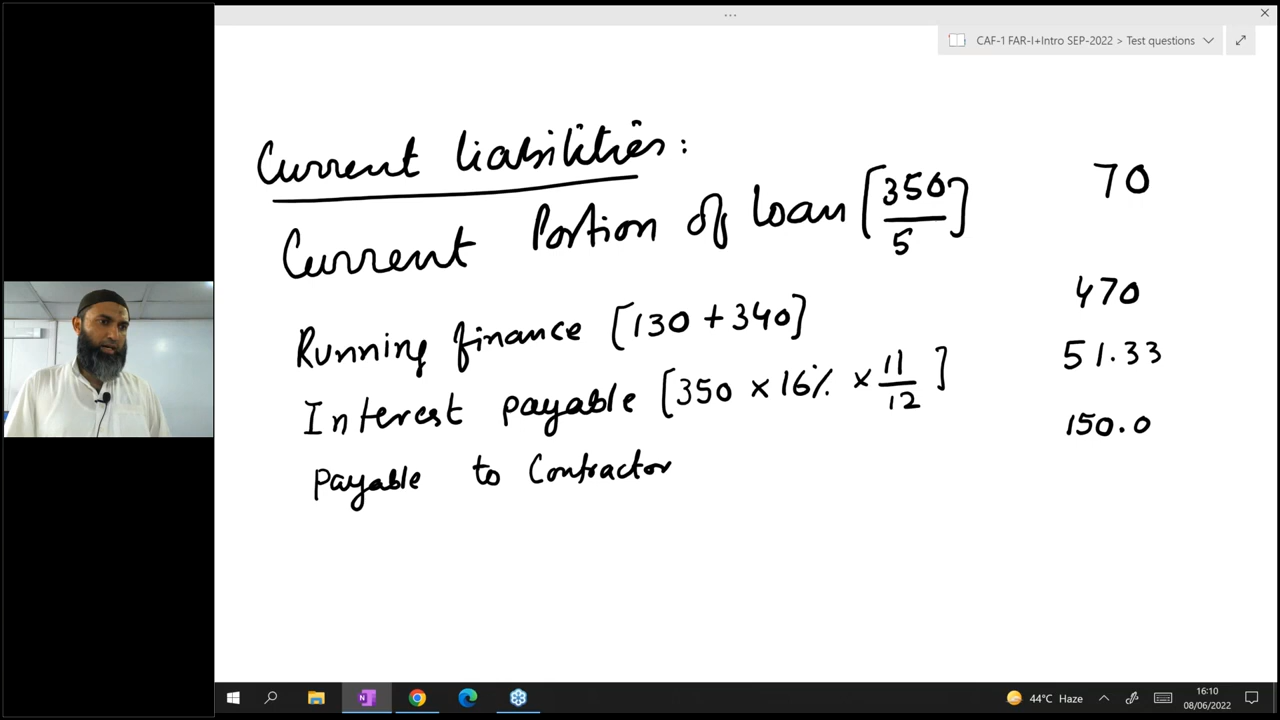 CAF-1 FAR-I+Intro SEP-2022 > Test questions
Current liabilities:
Current Portion of loan [350/5] 70
Running finance [130 + 340] 470
Interest payable [350 × 16% × 11/12] 51.33
payable to Contractor 150.0
44°C Haze
16:10
08/06/2022